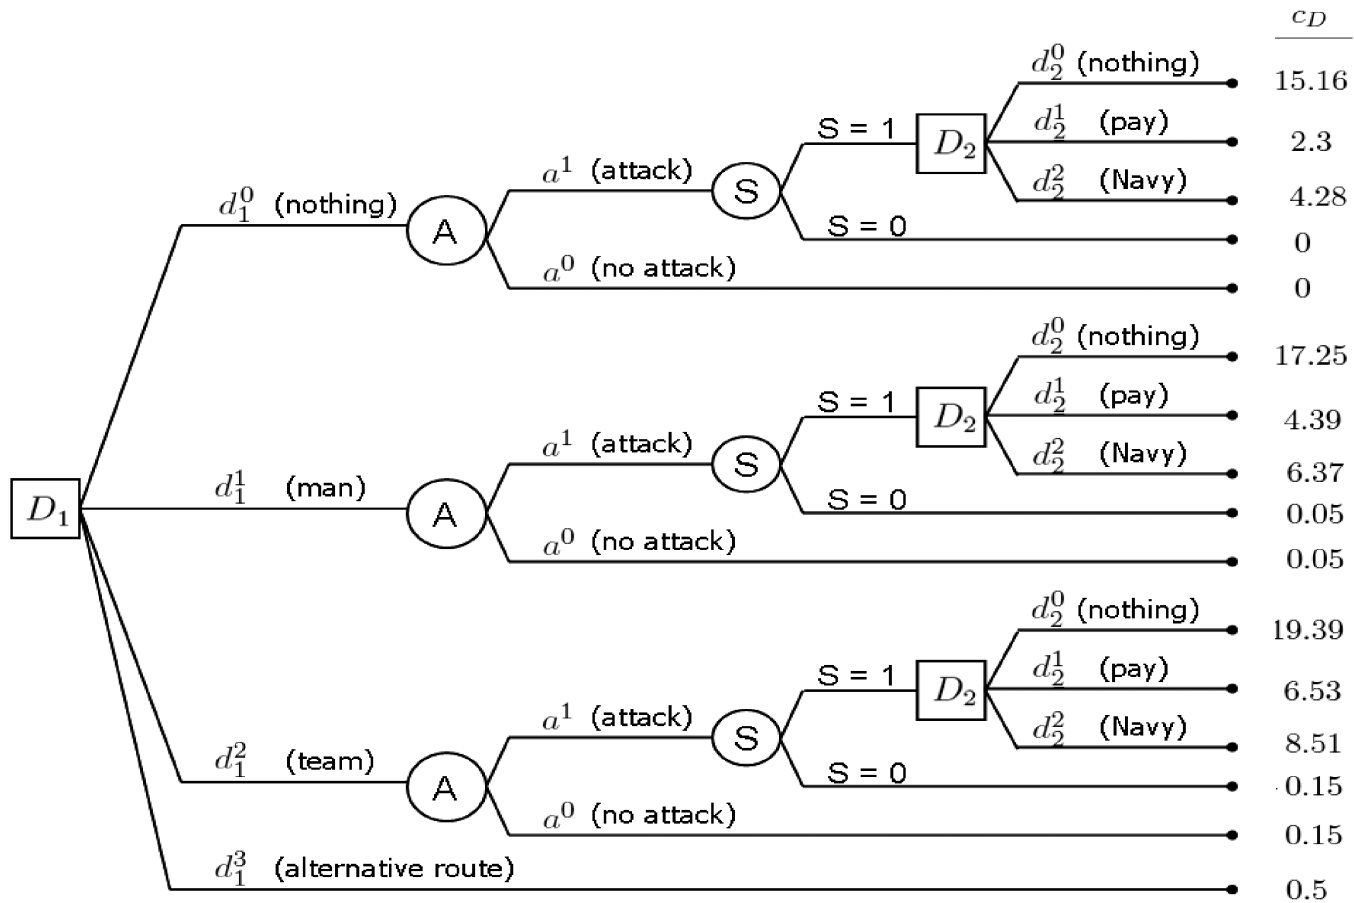 c_D
d_2^0 (nothing) 15.16
S = 1 D_2 d_2^1 (pay) 2.3
a^1 (attack) S d_2^2 (Navy) 4.28
d_1^0 (nothing) A S = 0 0
a^0 (no attack) 0
d_2^0 (nothing) 17.25
S = 1 D_2 d_2^1 (pay) 4.39
a^1 (attack) S d_2^2 (Navy) 6.37
D_1 d_1^1 (man) A S = 0 0.05
a^0 (no attack) 0.05
d_2^0 (nothing) 19.39
S = 1 D_2 d_2^1 (pay) 6.53
a^1 (attack) S d_2^2 (Navy) 8.51
d_1^2 (team) A S = 0 0.15
a^0 (no attack) 0.15
d_1^3 (alternative route) 0.5